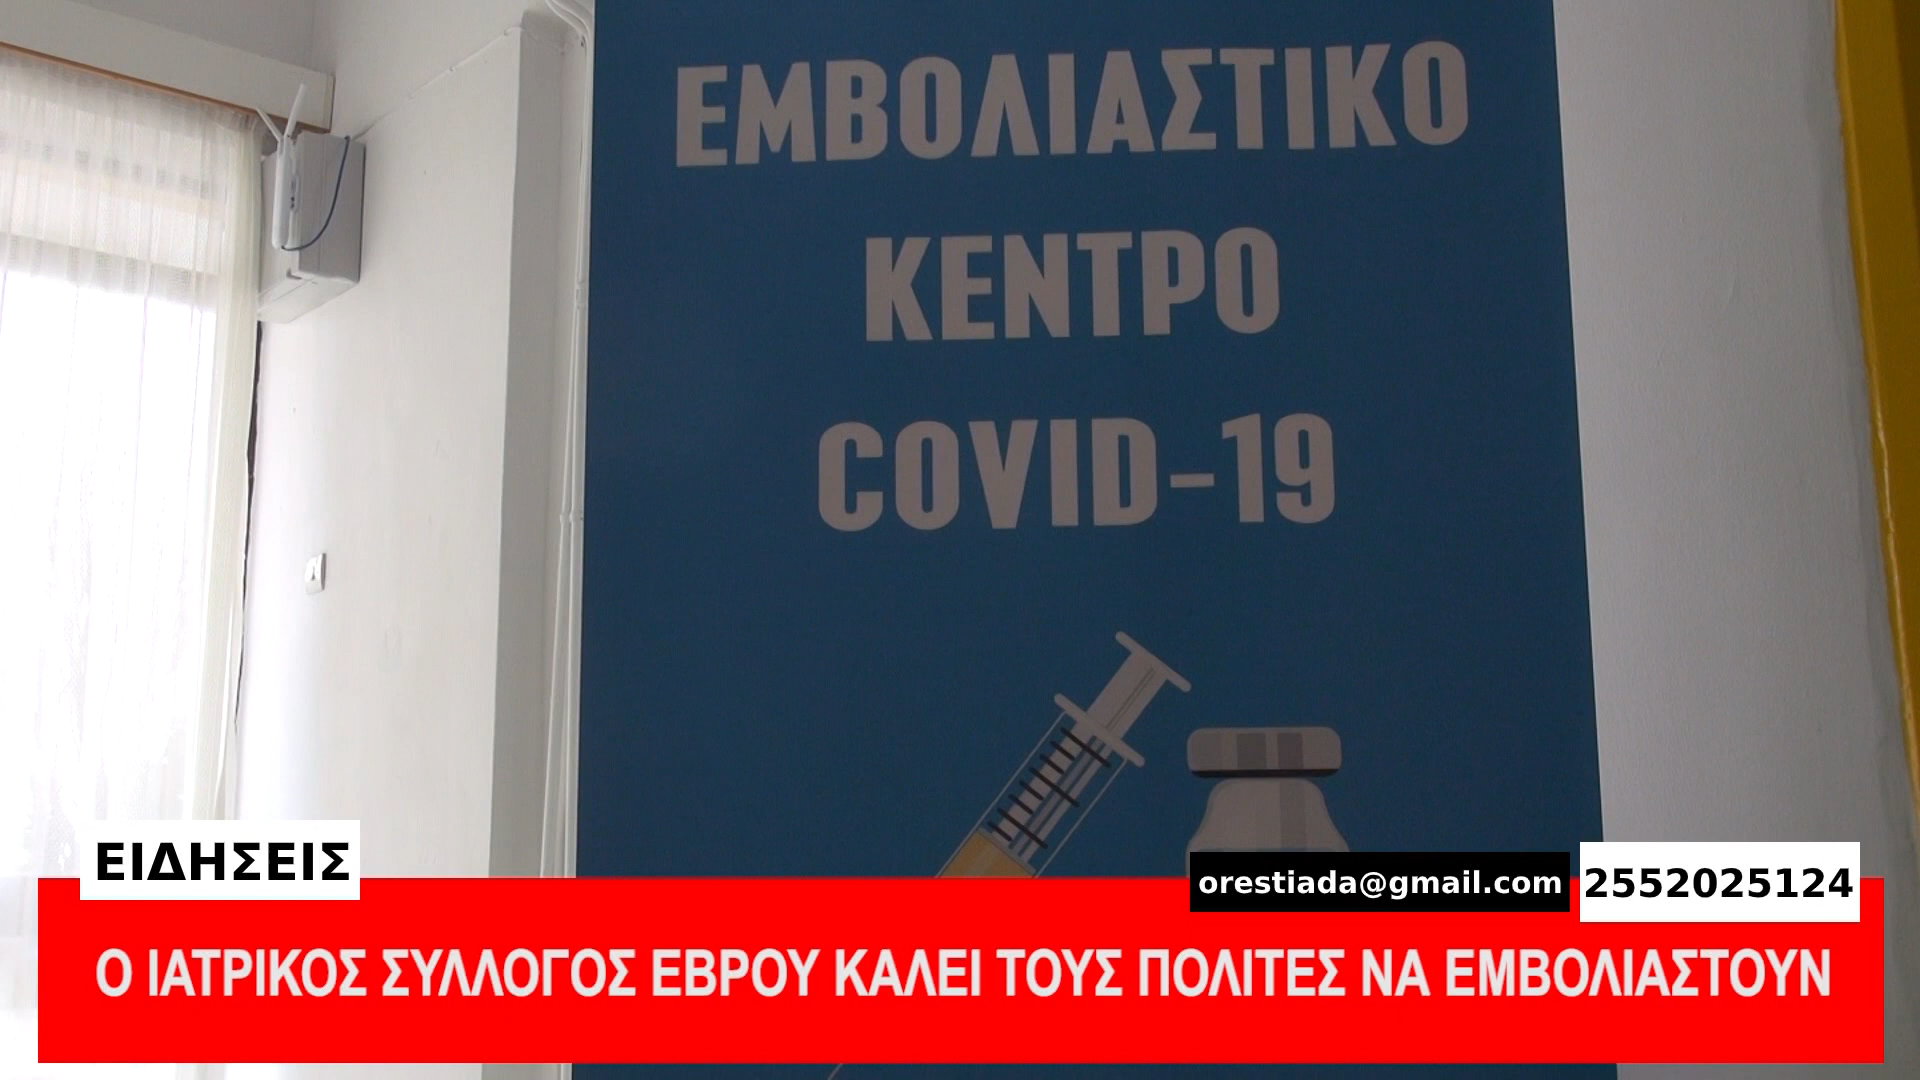 ΕΜΒΟΛΙΑΣΤΙΚΟ
ΚΕΝΤΡΟ
COVID-19
ΕΙΔΗΣΕΙΣ
orestiada@gmail.com
2552025124
Ο ΙΑΤΡΙΚΟΣ ΣΥΛΛΟΓΟΣ ΕΒΡΟΥ ΚΑΛΕΙ ΤΟΥΣ ΠΟΛΙΤΕΣ ΝΑ ΕΜΒΟΛΙΑΣΤΟΥΝ